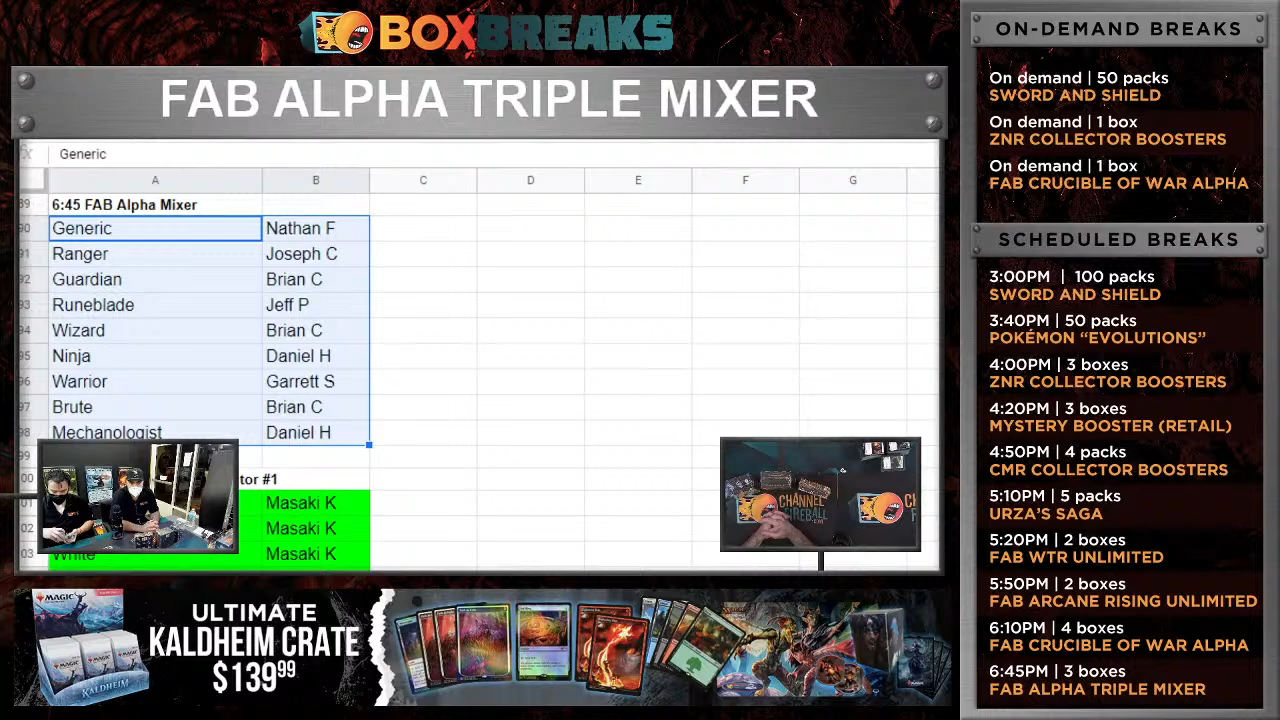 BOXBREAKS
FAB ALPHA TRIPLE MIXER
Generic
A B C D E F G
6:45 FAB Alpha Mixer
Generic Nathan F
Ranger Joseph C
Guardian Brian C
Runeblade Jeff P
Wizard Brian C
Ninja Daniel H
Warrior Garrett S
Brute Brian C
Mechanologist Daniel H
tor #1
Masaki K
Masaki K
White Masaki K
CHANNEL
FIREBALL
MAGIC
KALDHEIM
ULTIMATE
KALDHEIM CRATE
$139.99
ON-DEMAND BREAKS
On demand | 50 packs
SWORD AND SHIELD
On demand | 1 box
ZNR COLLECTOR BOOSTERS
On demand | 1 box
FAB CRUCIBLE OF WAR ALPHA
SCHEDULED BREAKS
3:00PM | 100 packs
SWORD AND SHIELD
3:40PM | 50 packs
POKÉMON “EVOLUTIONS”
4:00PM | 3 boxes
ZNR COLLECTOR BOOSTERS
4:20PM | 3 boxes
MYSTERY BOOSTER (RETAIL)
4:50PM | 4 packs
CMR COLLECTOR BOOSTERS
5:10PM | 5 packs
URZA'S SAGA
5:20PM | 2 boxes
FAB WTR UNLIMITED
5:50PM | 2 boxes
FAB ARCANE RISING UNLIMITED
6:10PM | 4 boxes
FAB CRUCIBLE OF WAR ALPHA
6:45PM | 3 boxes
FAB ALPHA TRIPLE MIXER